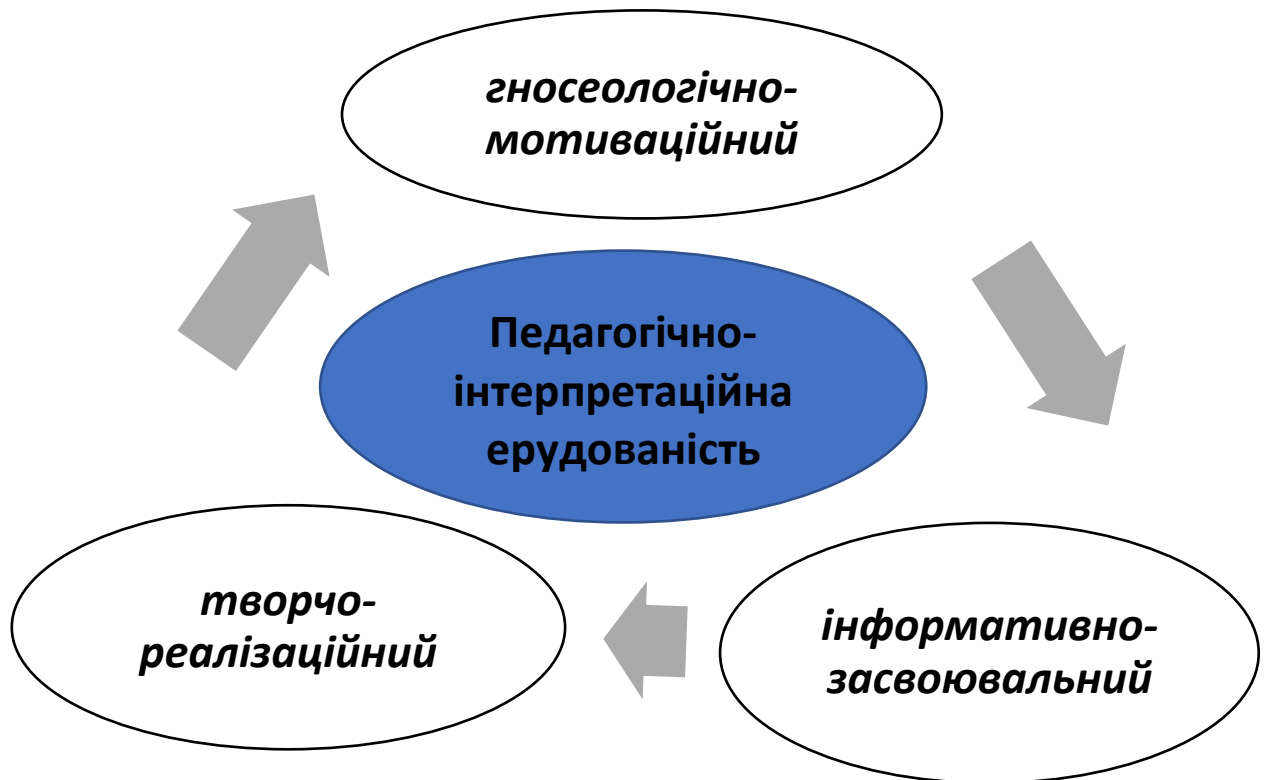 гносеологічно-
мотиваційний
Педагогічно-
інтерпретаційна
ерудованість
творчо-
реалізаційний
інформативно-
засвоювальний